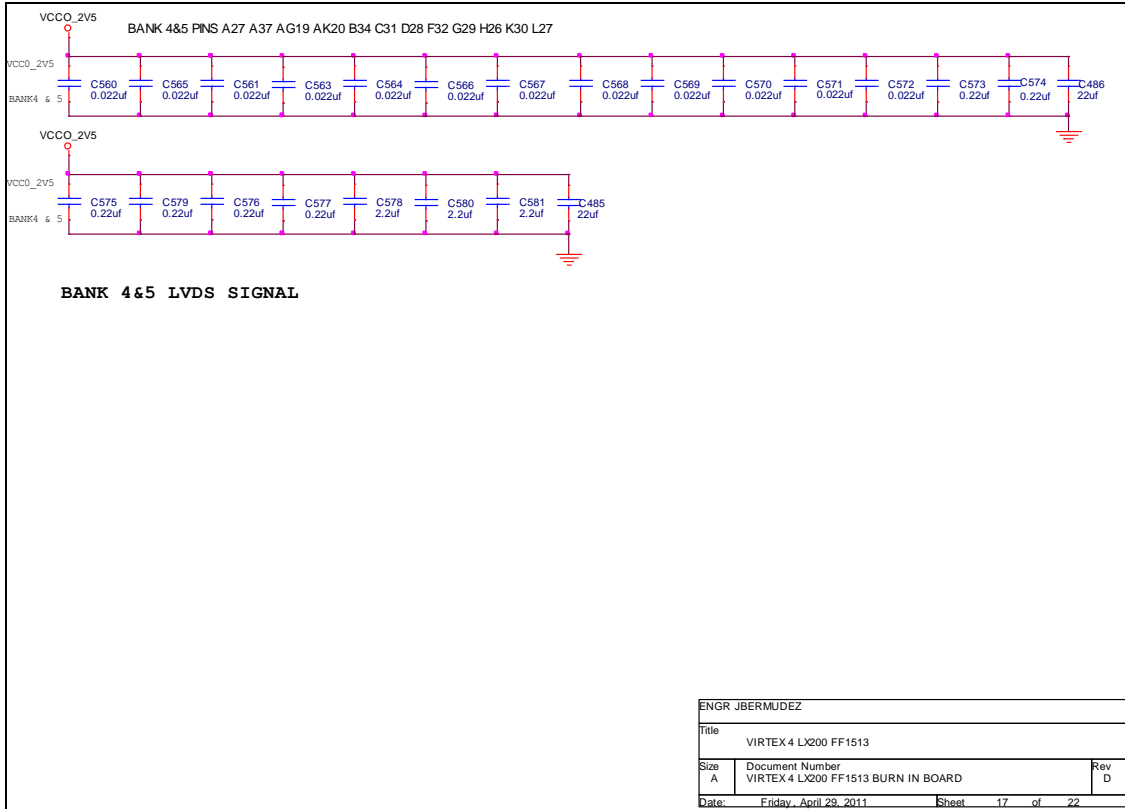 VCCO_2V5
BANK 4&5 PINS A27 A37 AG19 AK20 B34 C31 D28 F32 G29 H26 K30 L27
VCCO_2V5
C560 C565 C561 C563 C564 C566 C567 C568 C569 C570 C571 C572 C573 C574 C486
0.022uf 0.022uf 0.022uf 0.022uf 0.022uf 0.022uf 0.022uf 0.022uf 0.022uf 0.022uf 0.022uf 0.022uf 0.22uf 0.22uf 22uf
BANK4 & 5
VCCO_2V5
VCCO_2V5
C575 C579 C576 C577 C578 C580 C581 C485
0.22uf 0.22uf 0.22uf 0.22uf 2.2uf 2.2uf 2.2uf 22uf
BANK4 & 5
BANK 4&5 LVDS SIGNAL
ENGR JBERMUDEZ
Title
VIRTEX 4 LX200 FF1513
Size Document Number Rev
A VIRTEX 4 LX200 FF1513 BURN IN BOARD D
Date: Friday, April 29, 2011 Sheet 17 of 22